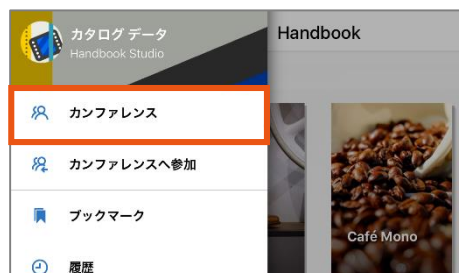 カタログ データ
Handbook Studio
Handbook
カンファレンス
カンファレンスへ参加
ブックマーク
履歴
Café Mono